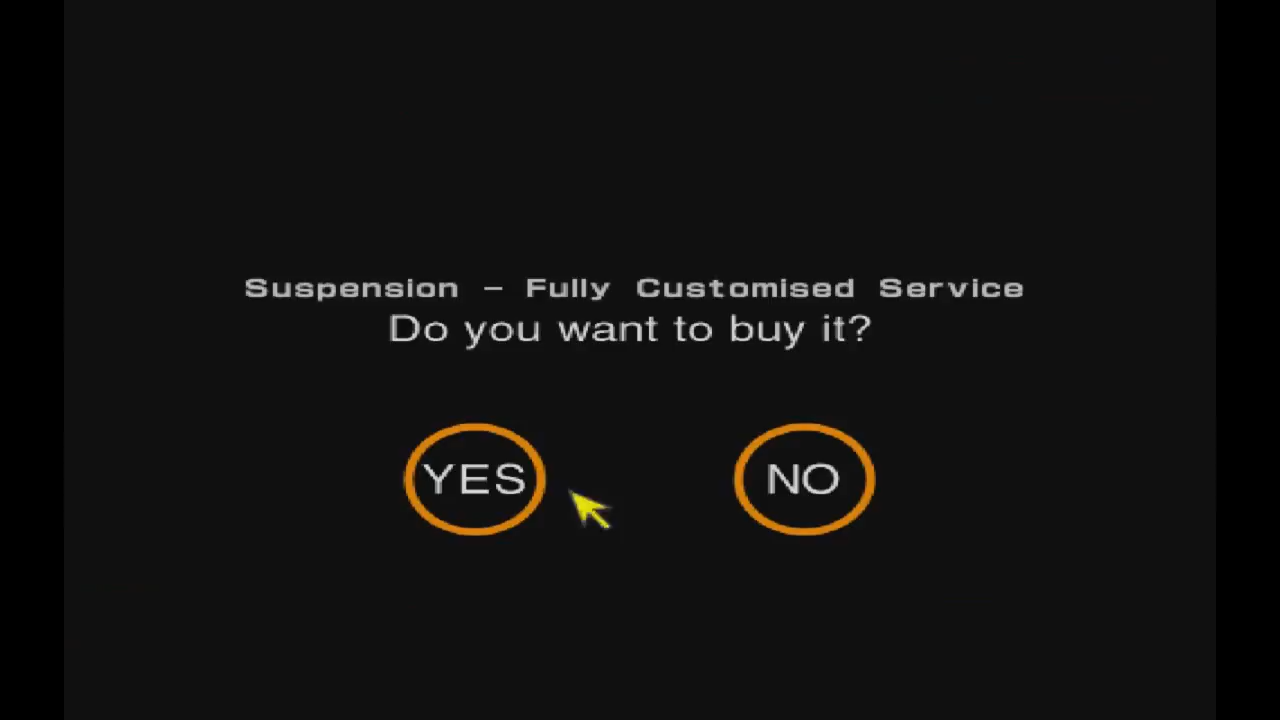 Suspension - Fully Customised Service
Do you want to buy it?
YES NO